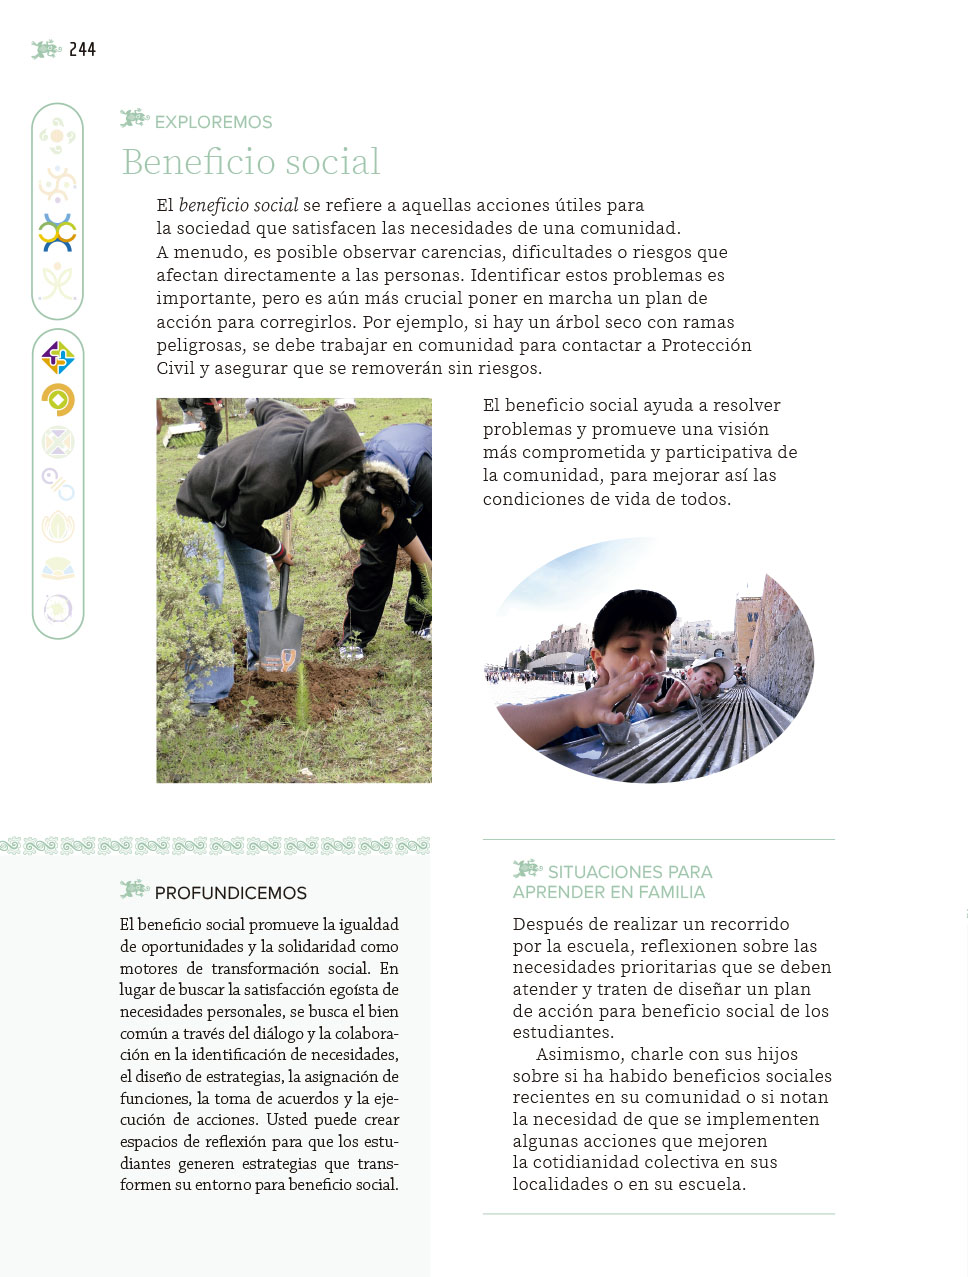 244
EXPLOREMOS
Beneficio social
El beneficio social se refiere a aquellas acciones útiles para
la sociedad que satisfacen las necesidades de una comunidad.
A menudo, es posible observar carencias, dificultades o riesgos que
afectan directamente a las personas. Identificar estos problemas es
importante, pero es aún más crucial poner en marcha un plan de
acción para corregirlos. Por ejemplo, si hay un árbol seco con ramas
peligrosas, se debe trabajar en comunidad para contactar a Protección
Civil y asegurar que se removerán sin riesgos.
El beneficio social ayuda a resolver
problemas y promueve una visión
más comprometida y participativa de
la comunidad, para mejorar así las
condiciones de vida de todos.
PROFUNDICEMOS
El beneficio social promueve la igualdad
de oportunidades y la solidaridad como
motores de transformación social. En
lugar de buscar la satisfacción egoísta de
necesidades personales, se busca el bien
común a través del diálogo y la colabora-
ción en la identificación de necesidades,
el diseño de estrategias, la asignación de
funciones, la toma de acuerdos y la eje-
cución de acciones. Usted puede crear
espacios de reflexión para que los estu-
diantes generen estrategias que trans-
formen su entorno para beneficio social.
SITUACIONES PARA
APRENDER EN FAMILIA
Después de realizar un recorrido
por la escuela, reflexionen sobre las
necesidades prioritarias que se deben
atender y traten de diseñar un plan
de acción para beneficio social de los
estudiantes.
Asimismo, charle con sus hijos
sobre si ha habido beneficios sociales
recientes en su comunidad o si notan
la necesidad de que se implementen
algunas acciones que mejoren
la cotidianidad colectiva en sus
localidades o en su escuela.